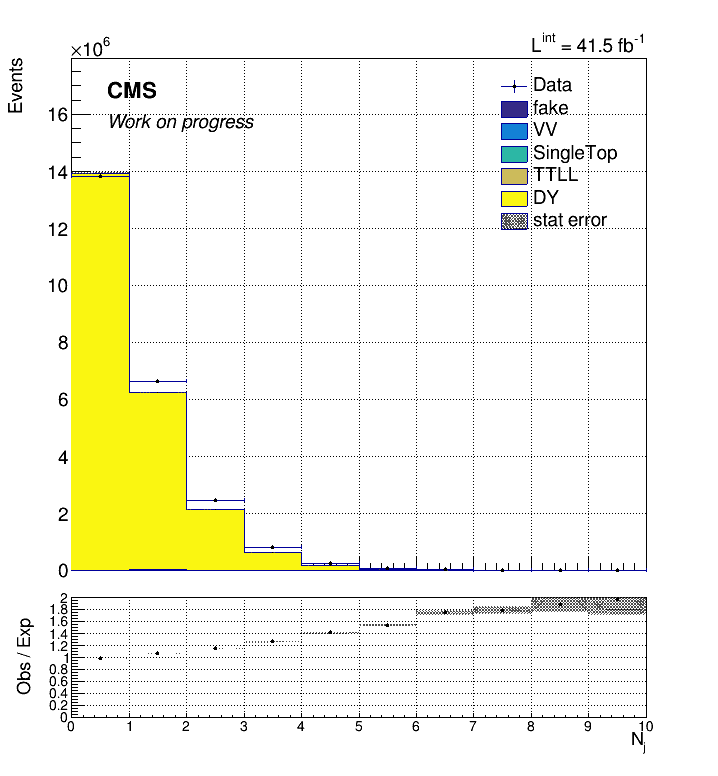 ×10⁶
L^int = 41.5 fb⁻¹
Events
CMS
Work on progress
Data
fake
VV
SingleTop
TTLL
DY
stat error
16
14
12
10
8
6
4
2
0
Obs / Exp
1.8
1.6
1.4
1.2
1
0.8
0.6
0.4
0.2
0
0 1 2 3 4 5 6 7 8 9 10
N_j